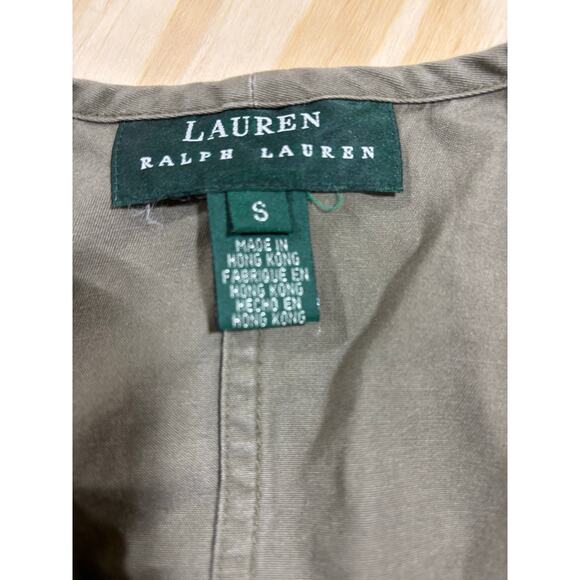 LAUREN
RALPH LAUREN
S
MADE IN
HONG KONG
FABRIQUE EN
HONG KONG
HECHO EN
HONG KONG